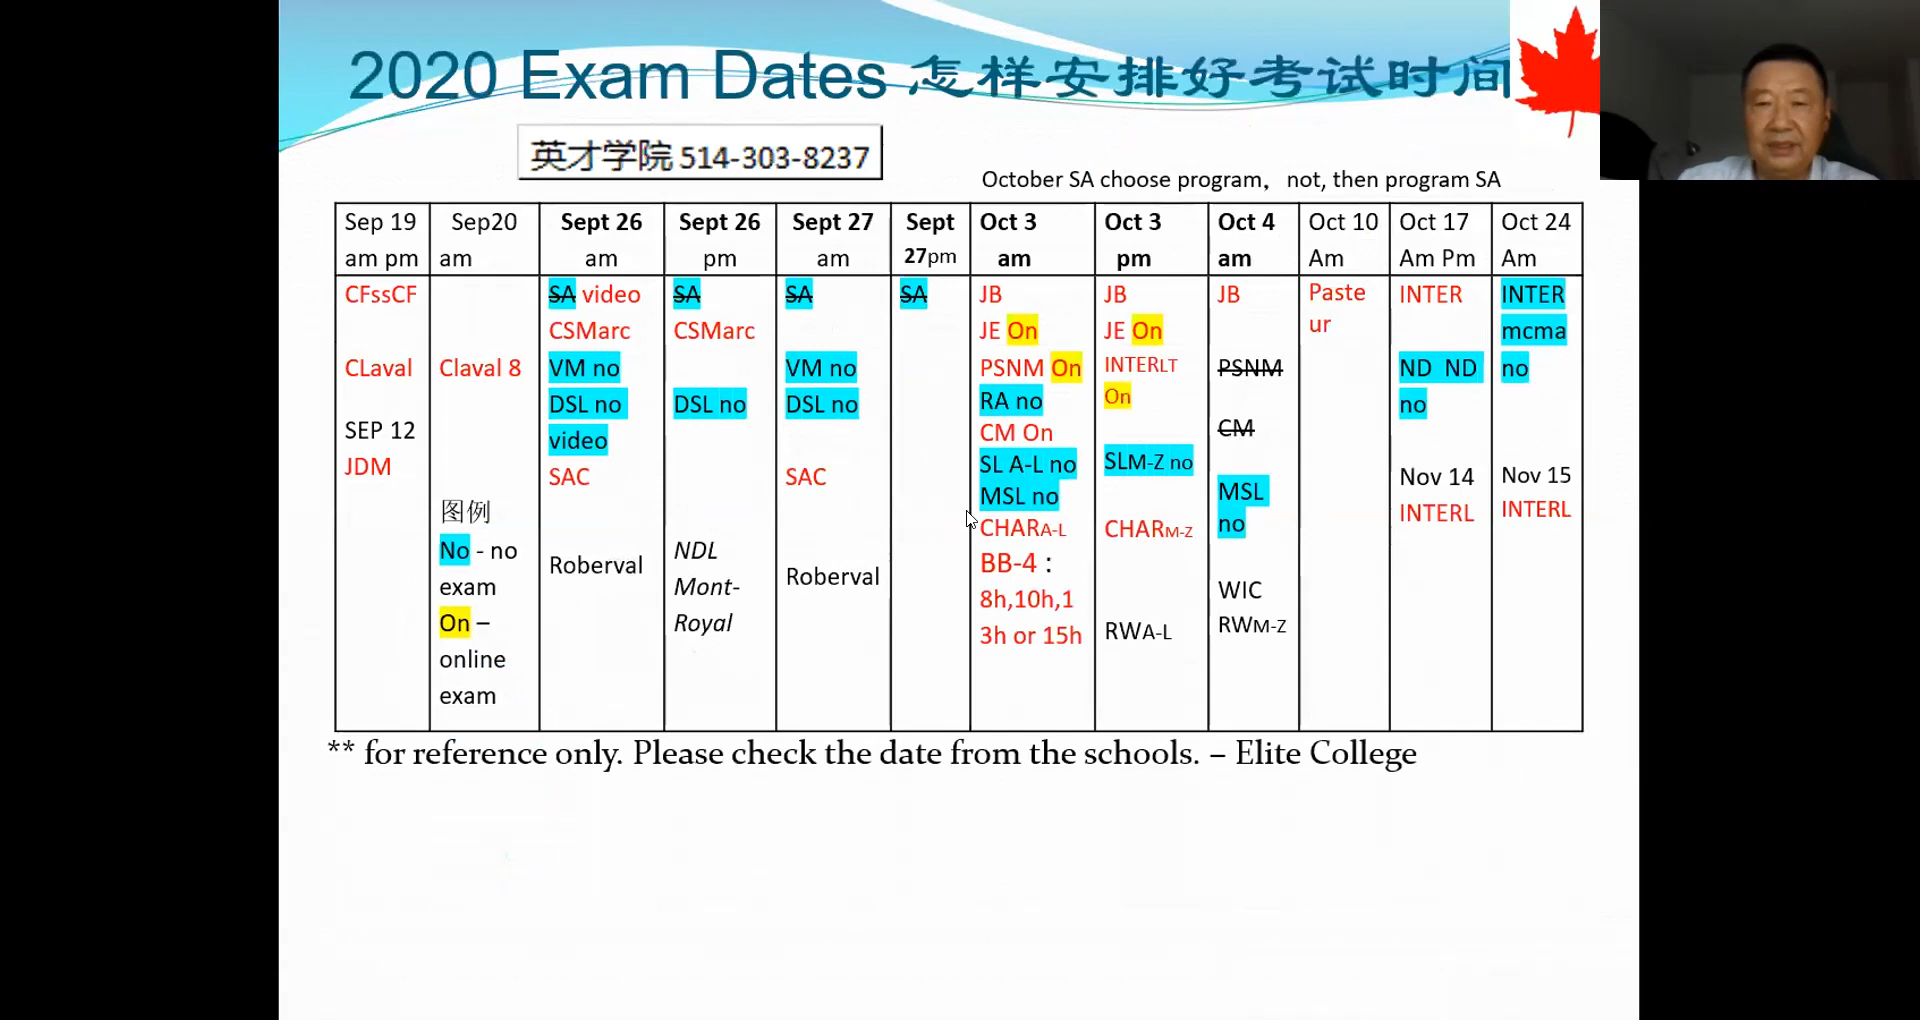 2020 Exam Dates 怎样安排好考试时间
英才学院 514-303-8237
October SA choose program， not, then program SA
Sep 19
am pm
Sep20
am
Sept 26
am
Sept 26
pm
Sept 27
am
Sept
27pm
Oct 3
am
Oct 3
pm
Oct 4
am
Oct 10
Am
Oct 17
Am Pm
Oct 24
Am
CFssCF
CLaval
SEP 12
JDM
Claval 8
图例
No - no
exam
On –
online
exam
SA video
CSMarc
VM no
DSL no
video
SAC
Roberval
SA
CSMarc
DSL no
NDL
Mont-
Royal
SA
VM no
DSL no
SAC
Roberval
SA
JB
JE On
PSNM On
RA no
CM On
SL A-L no
MSL no
CHARA-L
BB-4 :
8h,10h,1
3h or 15h
JB
JE On
INTERLT
On
SLM-Z no
CHARM-Z
RWA-L
JB
PSNM
CM
MSL
no
WIC
RWM-Z
Paste
ur
INTER
ND ND
no
Nov 14
INTERL
INTER
mcma
no
Nov 15
INTERL
** for reference only. Please check the date from the schools. – Elite College